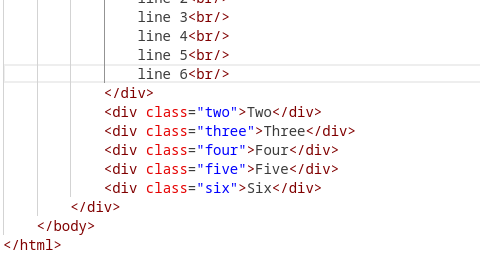 line 2<br/>
line 3<br/>
line 4<br/>
line 5<br/>
line 6<br/>
</div>
<div class="two">Two</div>
<div class="three">Three</div>
<div class="four">Four</div>
<div class="five">Five</div>
<div class="six">Six</div>
</div>
</body>
</html>